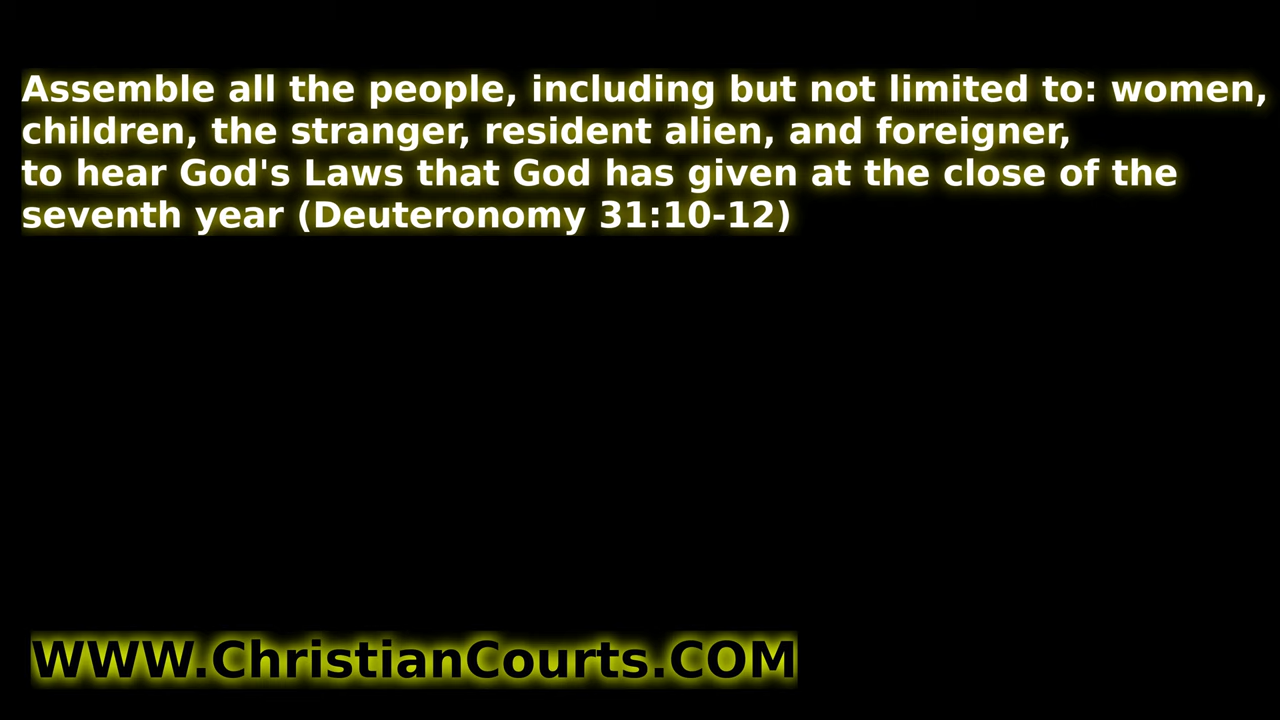 Assemble all the people, including but not limited to: women,
children, the stranger, resident alien, and foreigner,
to hear God's Laws that God has given at the close of the
seventh year (Deuteronomy 31:10-12)
WWW.ChristianCourts.COM